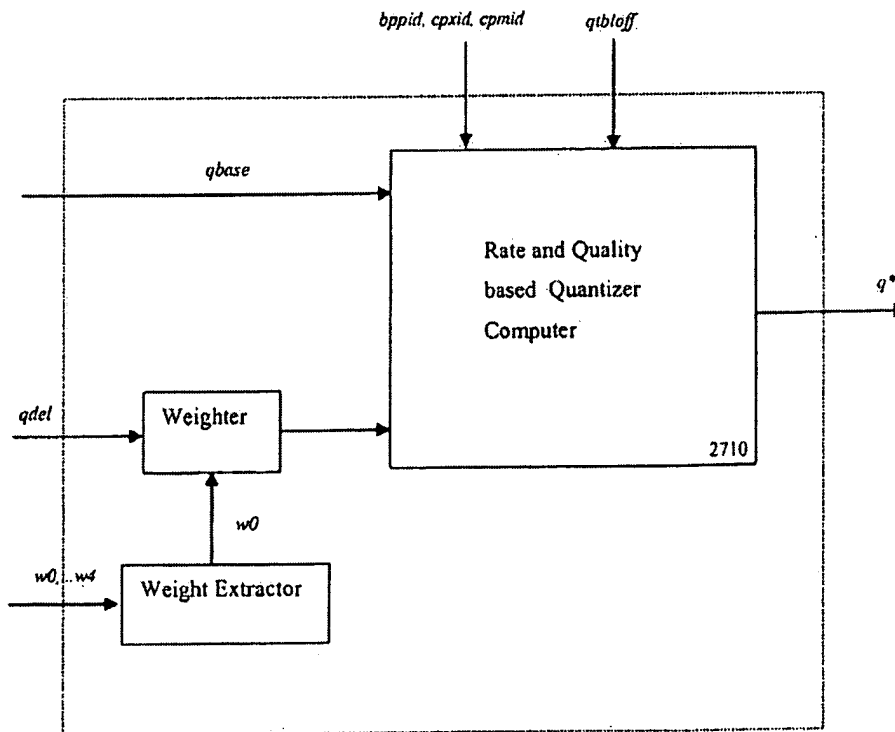 bppid, cpxid, cpmid
qtbloff
qbase
Rate and Quality
based Quantizer
Computer
q*
qdel
Weighter
2710
w0
w0,...w4
Weight Extractor